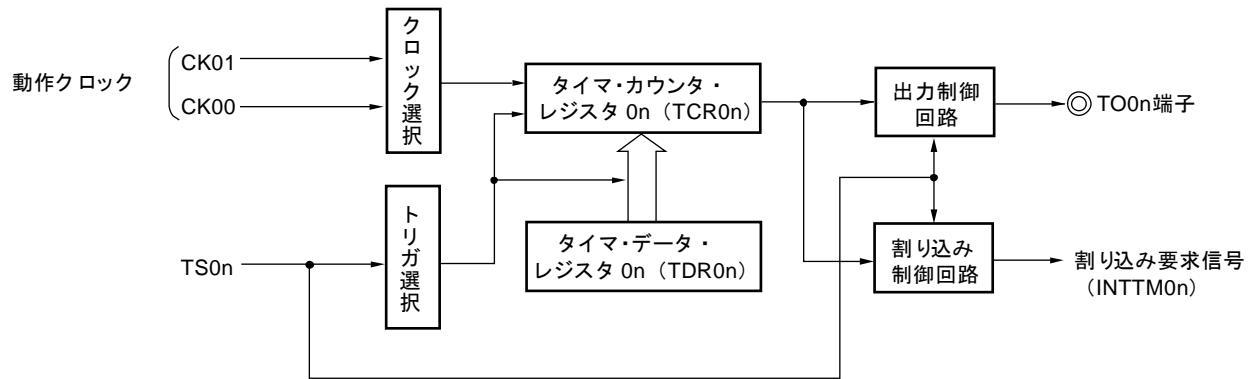 動作クロック
CK01
CK00
クロック選択
タイマ・カウンタ・
レジスタ 0n（TCR0n）
出力制御
回路
TO0n端子
TS0n
トリガ選択
タイマ・データ・
レジスタ 0n（TDR0n）
割り込み
制御回路
割り込み要求信号
（INTTM0n）